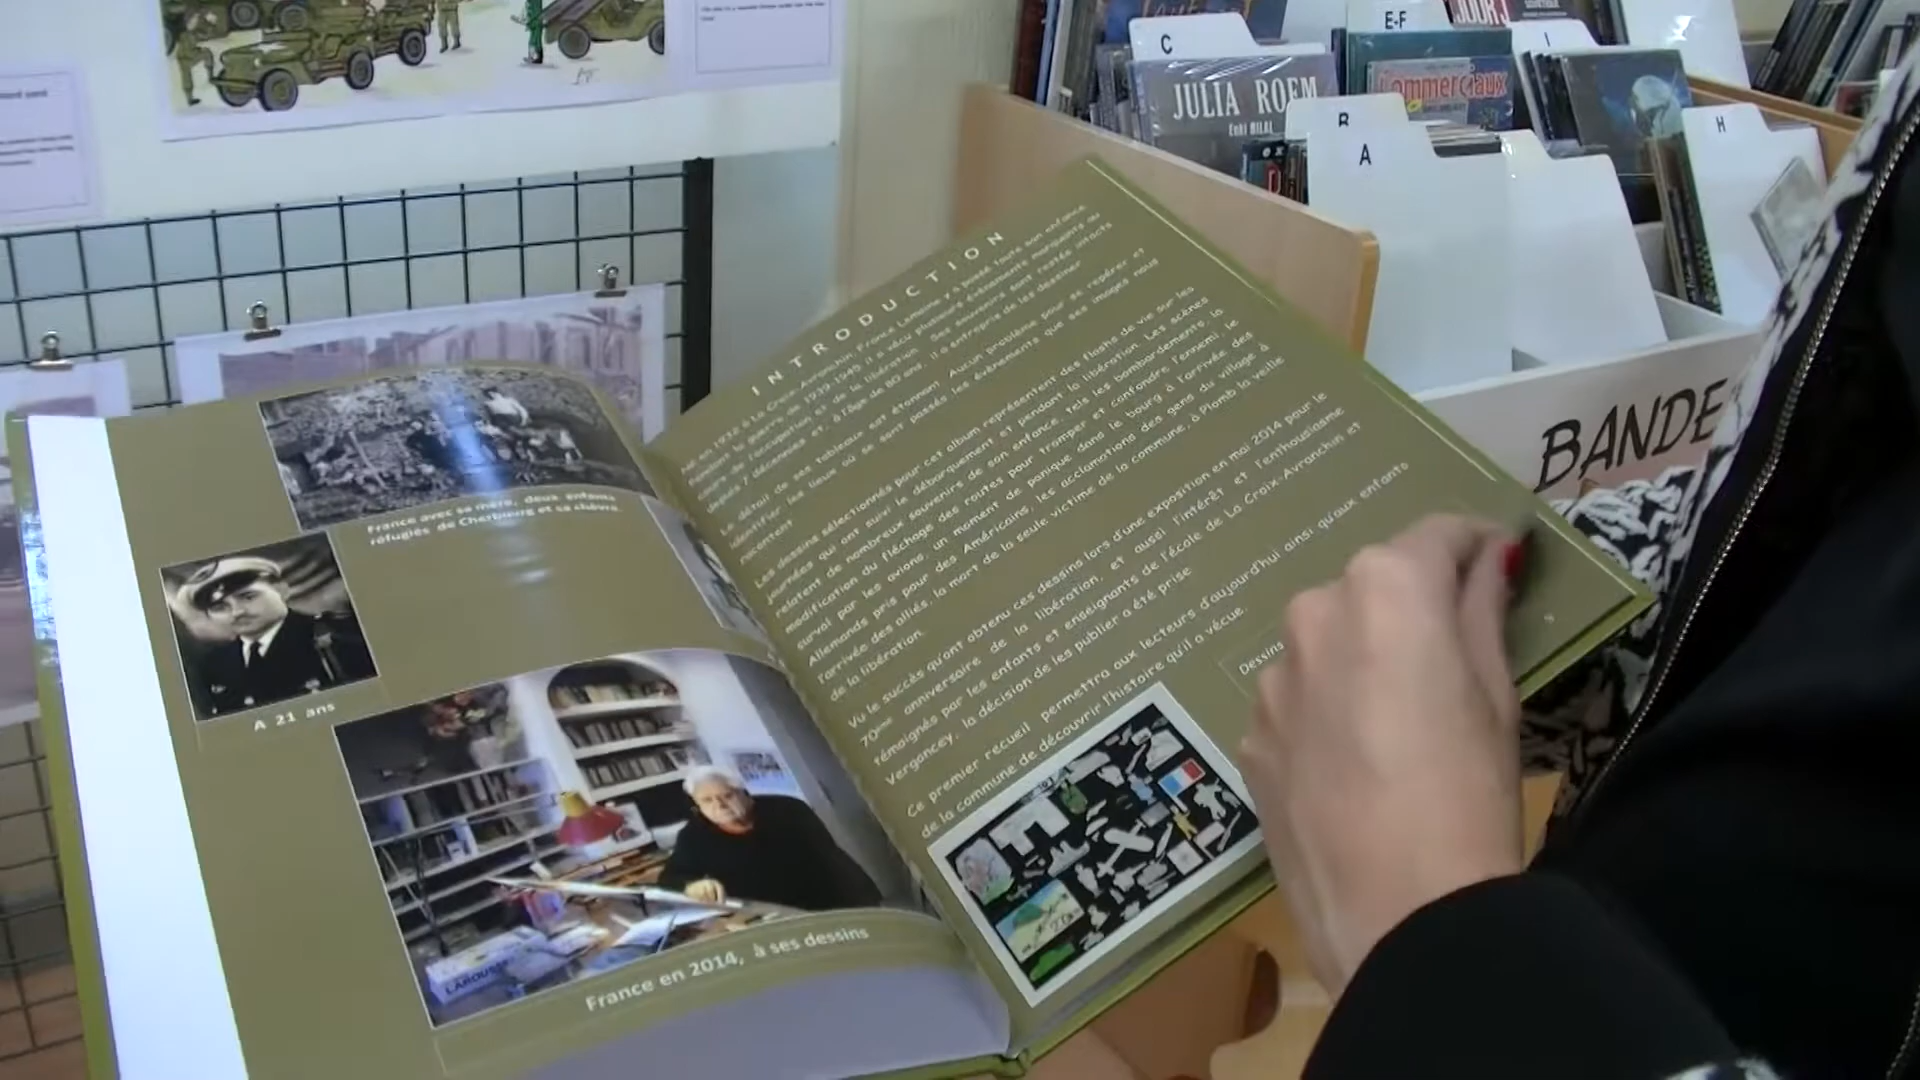 C
E-F
I
JULIA ROEM
Enki BILAL
Commerciaux
B
A
H
BANDE
INTRODUCTION
Né en 1932 à La Croix-Avranchin, France Lemoine y a passé toute son enfance.
Pendant la guerre de 1939-1945, il a vécu plusieurs événements marquants au
cours de l'occupation et de la libération. Ses souvenirs sont restés intacts
depuis 7 décennies et, à l'âge de 80 ans, il a entrepris de les dessiner.
Le détail de ses tableaux est étonnant. Aucun problème pour se repérer et
identifier les lieux où se sont passés les événements que ses images nous
racontent.
Les dessins sélectionnés pour cet album représentent des flashs de vie sur les
journées qui ont suivi le débarquement et pendant la libération. Les scènes
relatent de nombreux souvenirs de son enfance, tels les bombardements, la
modification du fléchage des routes pour tromper et confondre l'ennemi, le
survol par les avions, un moment de panique dans le bourg à l'arrivée des
Allemands pris pour des Américains, les acclamations des gens du village à
l'arrivée des alliés, la mort de la seule victime de la commune, à Plomb la veille
de la libération.
Vu le succès qu'ont obtenu ces dessins lors d'une exposition en mai 2014 pour le
70ème anniversaire de la libération, et aussi l'intérêt et l'enthousiasme
témoignés par les enfants et enseignants de l'école de La Croix-Avranchin et
Vergoncey, la décision de les publier a été prise.
Ce premier recueil permettra aux lecteurs d'aujourd'hui ainsi qu'aux enfants
de la commune de découvrir l'histoire qu'il a vécue.
Dessins
9
France avec sa mère, deux enfants
réfugiés de Cherbourg et sa chèvre.
A 21 ans
LAROUSSE
France en 2014, à ses dessins